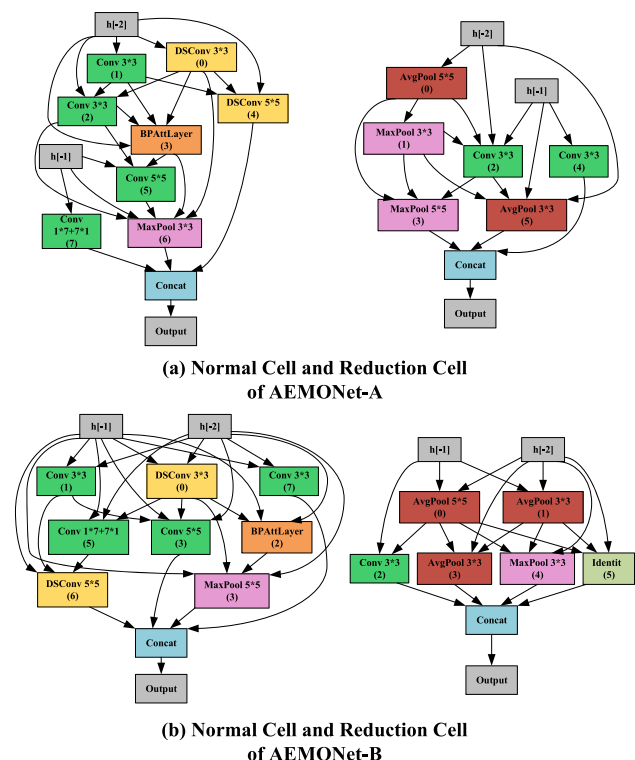 h[-2]
Conv 3*3
(1)
DSConv 3*3
(0)
Conv 3*3
(2)
DSConv 5*5
(4)
BPAttLayer
(3)
h[-1]
Conv 5*5
(5)
Conv
1*7+7*1
(7)
MaxPool 3*3
(6)
Concat
Output
h[-2]
AvgPool 5*5
(0)
h[-1]
MaxPool 3*3
(1)
Conv 3*3
(2)
Conv 3*3
(4)
MaxPool 5*5
(3)
AvgPool 3*3
(5)
Concat
Output
(a) Normal Cell and Reduction Cell
of AEMONet-A
h[-1]
h[-2]
Conv 3*3
(1)
DSConv 3*3
(0)
Conv 3*3
(7)
Conv 1*7+7*1
(5)
Conv 5*5
(3)
BPAttLayer
(2)
DSConv 5*5
(6)
MaxPool 5*5
(3)
Concat
Output
h[-1]
h[-2]
AvgPool 5*5
(0)
AvgPool 3*3
(1)
Conv 3*3
(2)
AvgPool 3*3
(3)
MaxPool 3*3
(4)
Identit
(5)
Concat
Output
(b) Normal Cell and Reduction Cell
of AEMONet-B